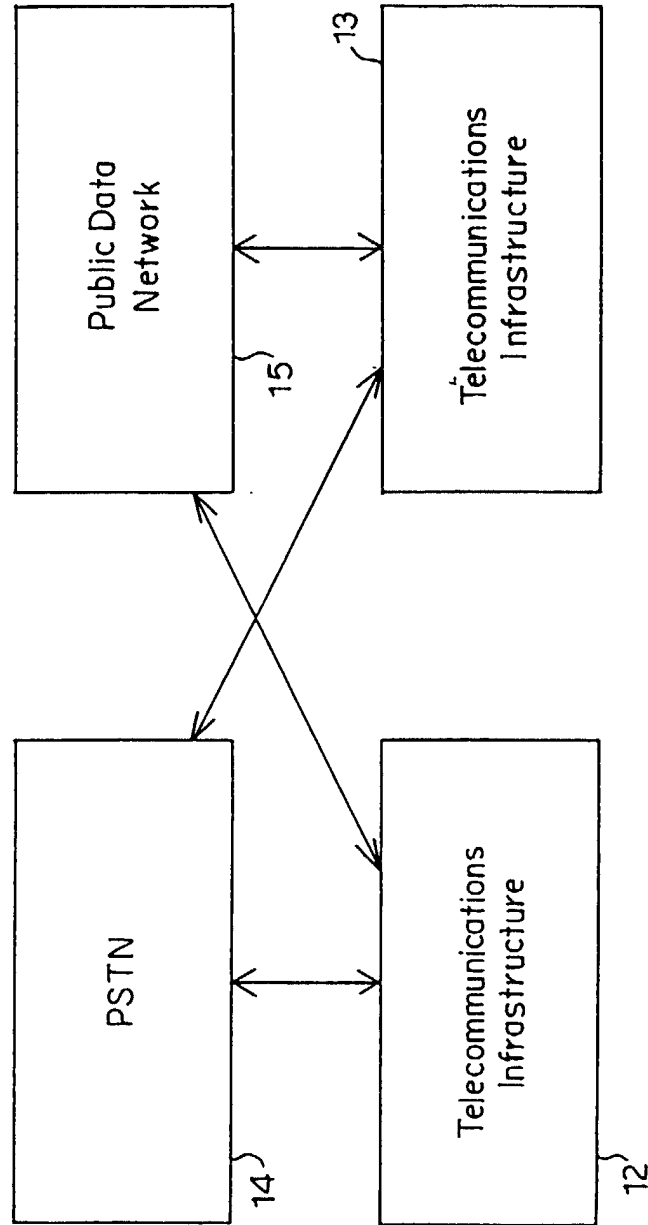 PSTN
14
Public Data
Network
15
Telecommunications
Infrastructure
12
Telecommunications
Infrastructure
13